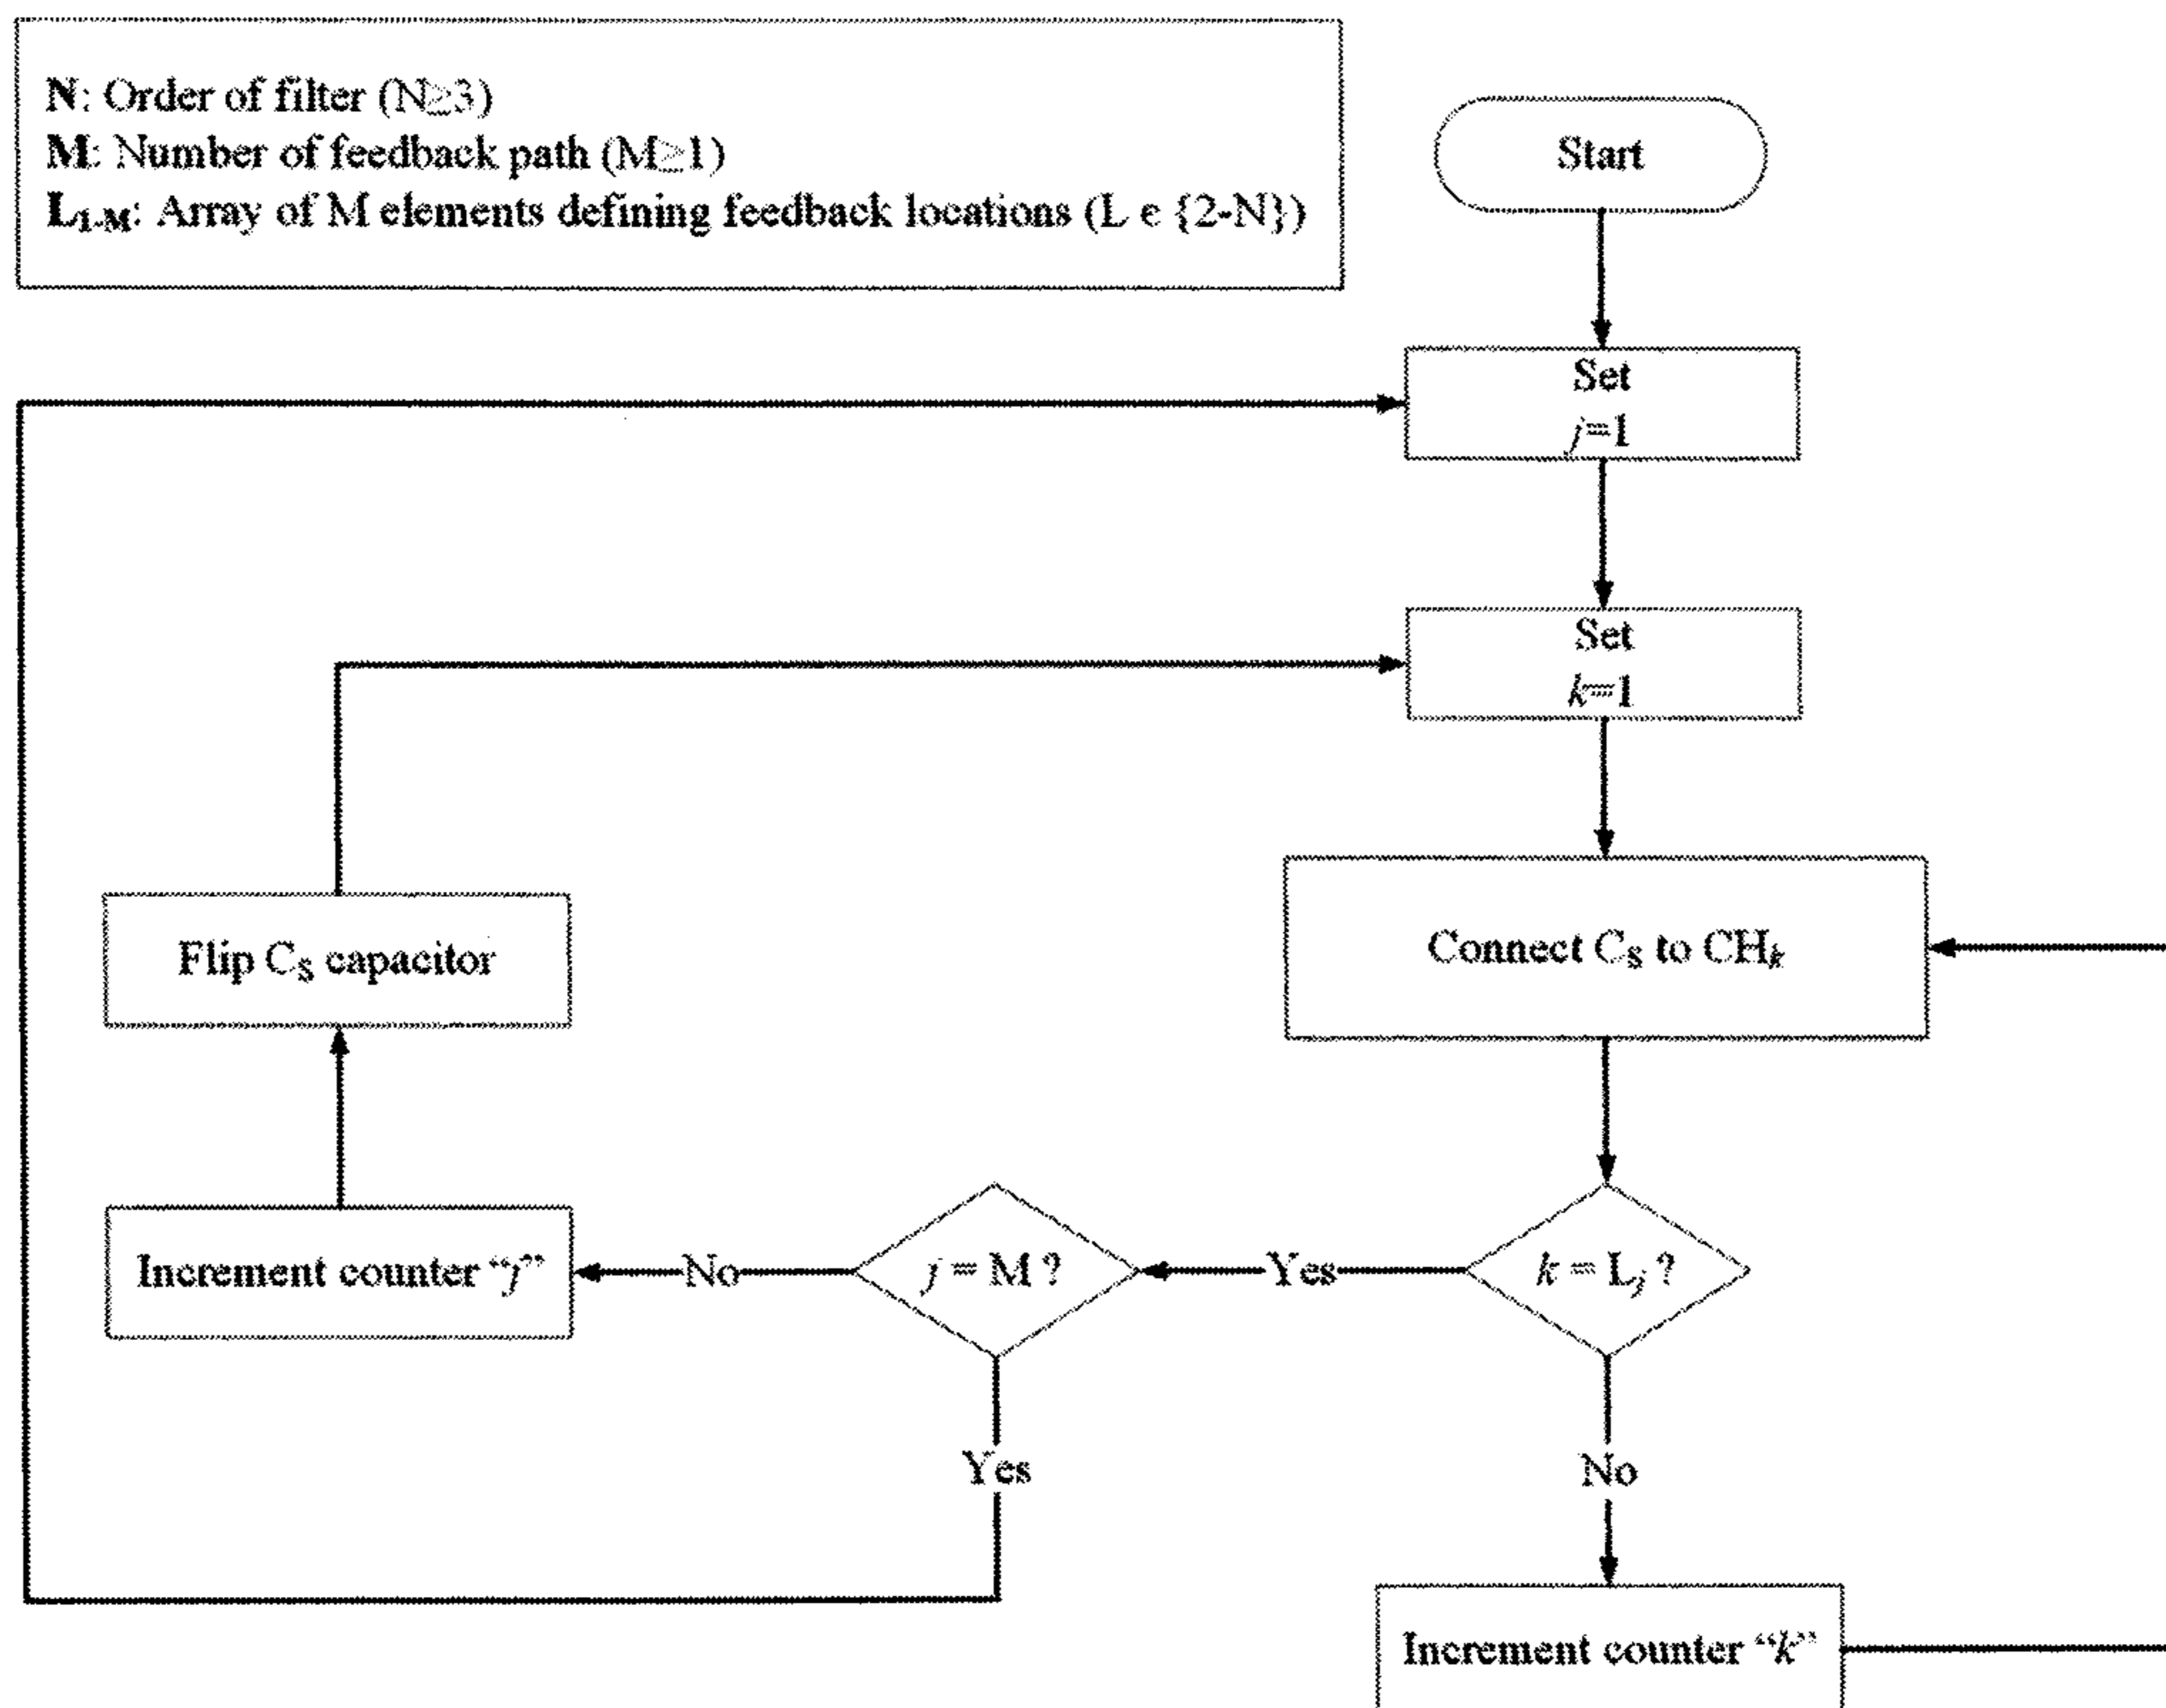 N: Order of filter (N≥3)
M: Number of feedback path (M≥1)
L₁₋M: Array of M elements defining feedback locations (L ∈ {2-N})
Start
Set
j=1
Set
k=1
Connect CS to CHk
k = Lj ?
Yes
No
j = M ?
No
Yes
Increment counter “j”
Flip CS capacitor
Increment counter “k”